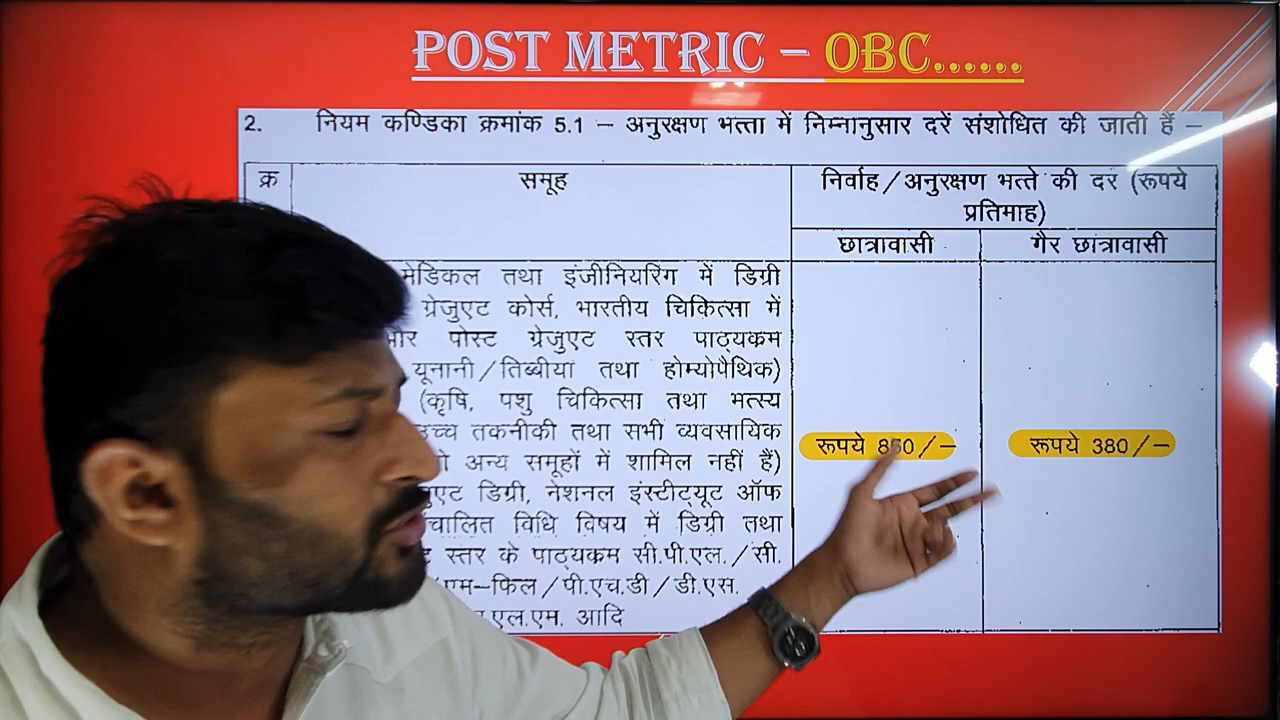 POST METRIC – OBC......
2. नियम कण्डिका क्रमांक 5.1 – अनुरक्षण भत्ता में निम्नानुसार दरें संशोधित की जाती हैं –
क्र समूह निर्वाह/अनुरक्षण भत्ते की दर (रूपये
प्रतिमाह)
छात्रावासी गैर छात्रावासी
मेडिकल तथा इंजीनियरिंग में डिग्री
ग्रेजुएट कोर्स, भारतीय चिकित्सा में
और पोस्ट ग्रेजुएट स्तर पाठ्यकम
यूनानी/तिब्बीया तथा होम्योपैथिक)
(कृषि, पशु चिकित्सा तथा मत्स्य
उच्च तकनीकी तथा सभी व्यवसायिक
रूपये रूपये 380/–
अन्य समूहों में शामिल नहीं हैं)
डिग्री, नेशनल इंस्टीट्यूट ऑफ
विधि विषय में डिग्री तथा
स्तर के पाठ्यकम सी.पी.एल./सी.
एम–फिल/पी.एच.डी/डी.एस.
एल.एम. आदि